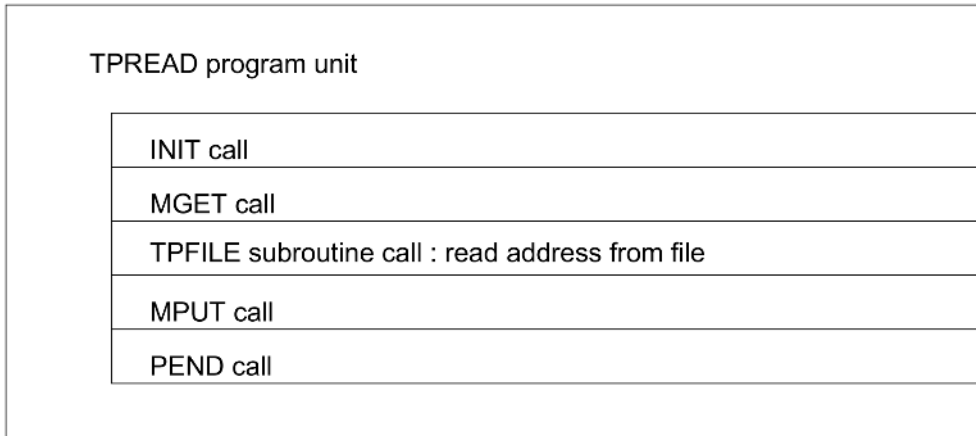 TPREAD program unit
INIT call
MGET call
TPFILE subroutine call : read address from file
MPUT call
PEND call